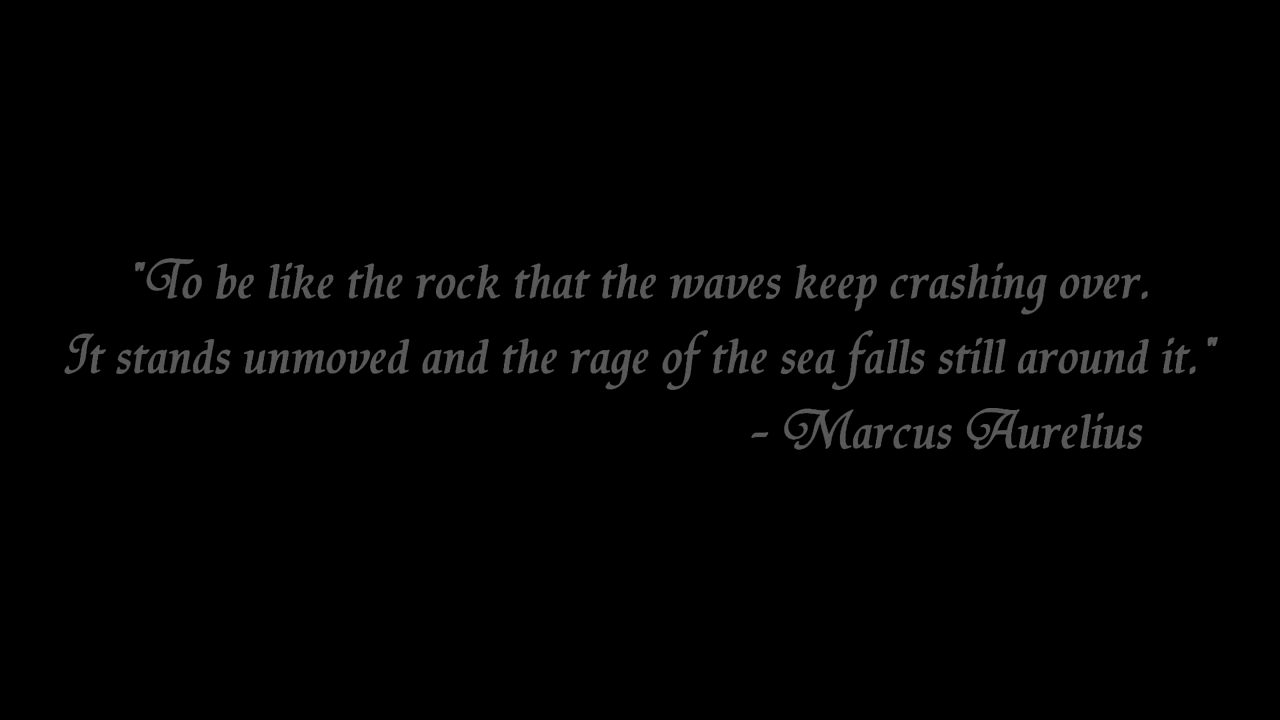 "To be like the rock that the waves keep crashing over.
It stands unmoved and the rage of the sea falls still around it."
- Marcus Aurelius